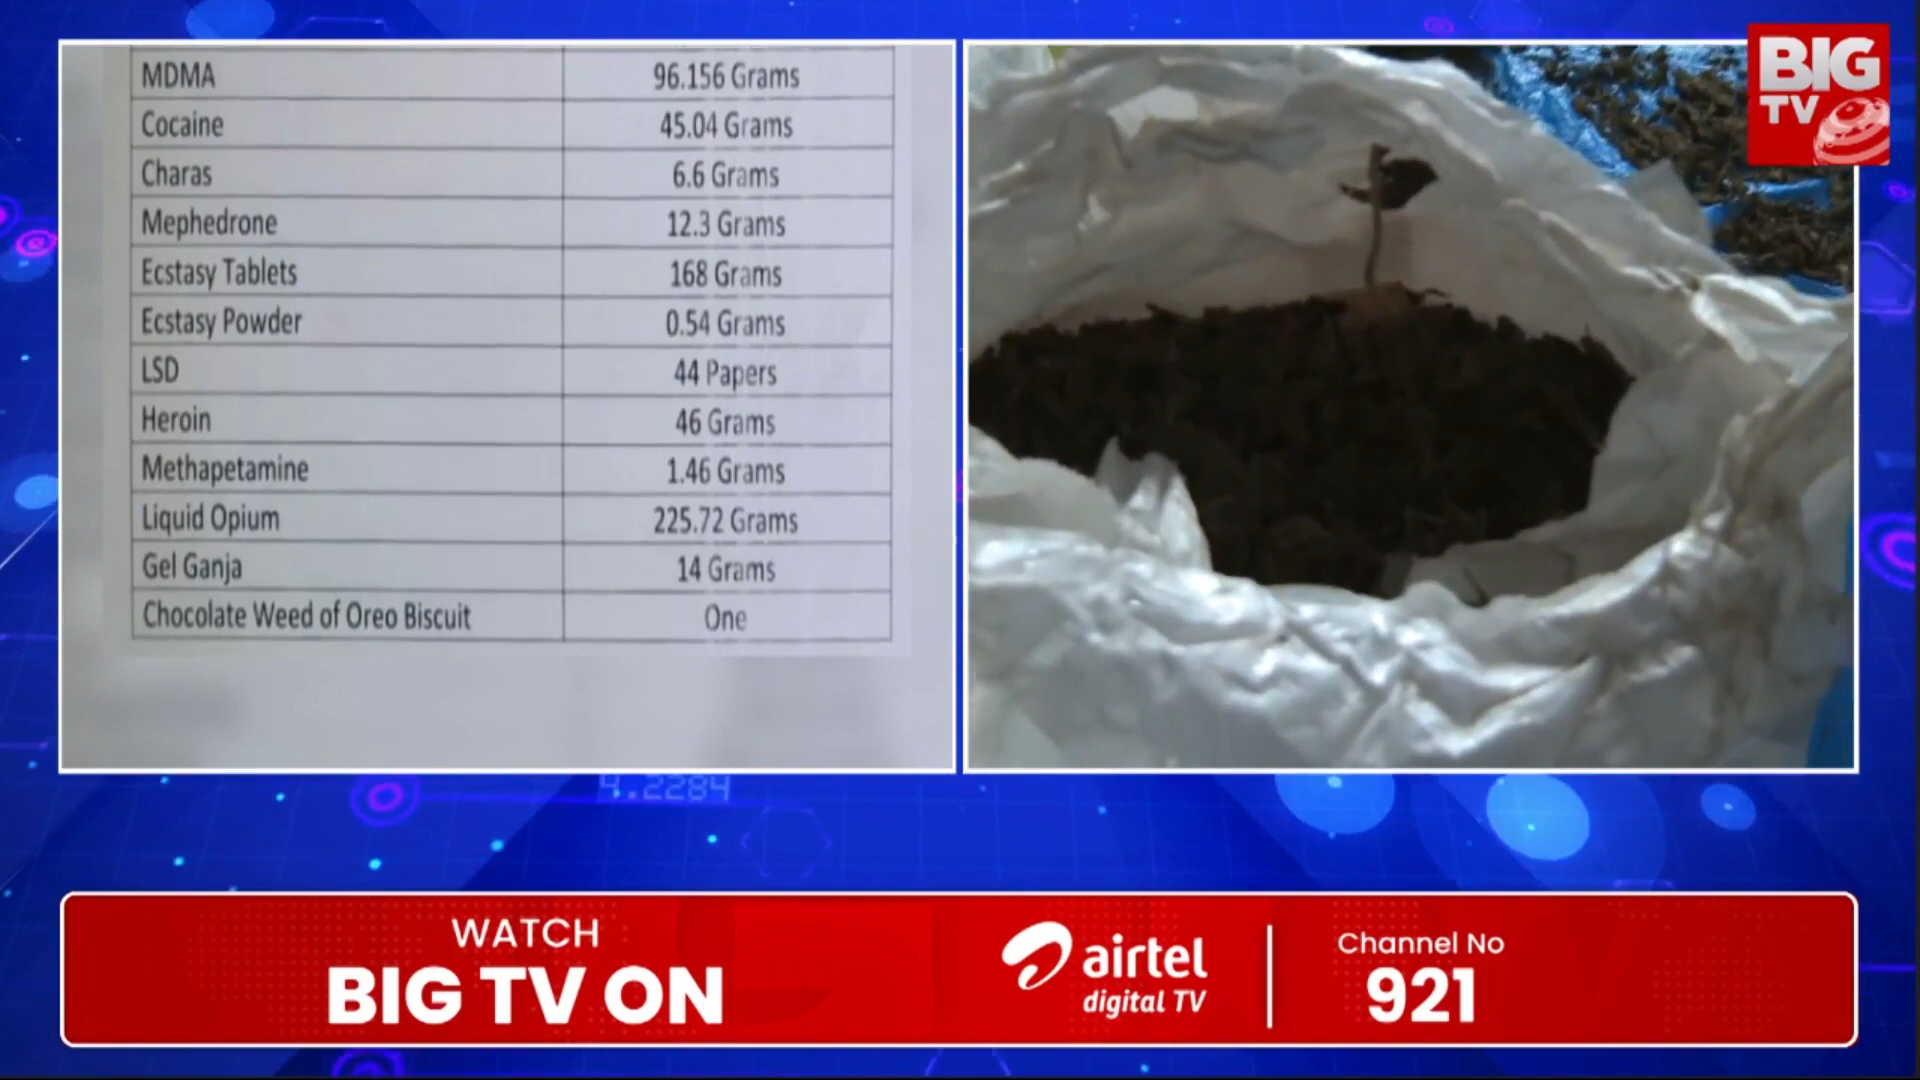 MDMA 96.156 Grams
Cocaine 45.04 Grams
Charas 6.6 Grams
Mephedrone 12.3 Grams
Ecstasy Tablets 168 Grams
Ecstasy Powder 0.54 Grams
LSD 44 Papers
Heroin 46 Grams
Methapetamine 1.46 Grams
Liquid Opium 225.72 Grams
Gel Ganja 14 Grams
Chocolate Weed of Oreo Biscuit One
BIG
TV
4.2284
WATCH
BIG TV ON
airtel
digital TV
Channel No
921